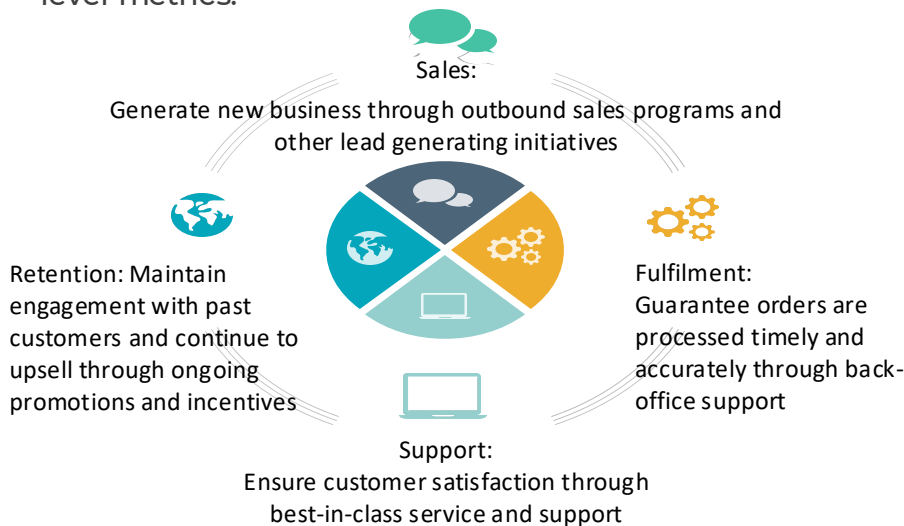 level metrics.
Sales:
Generate new business through outbound sales programs and
other lead generating initiatives
Retention: Maintain
engagement with past
customers and continue to
upsell through ongoing
promotions and incentives
Fulfilment:
Guarantee orders are
processed timely and
accurately through back-
office support
Support:
Ensure customer satisfaction through
best-in-class service and support